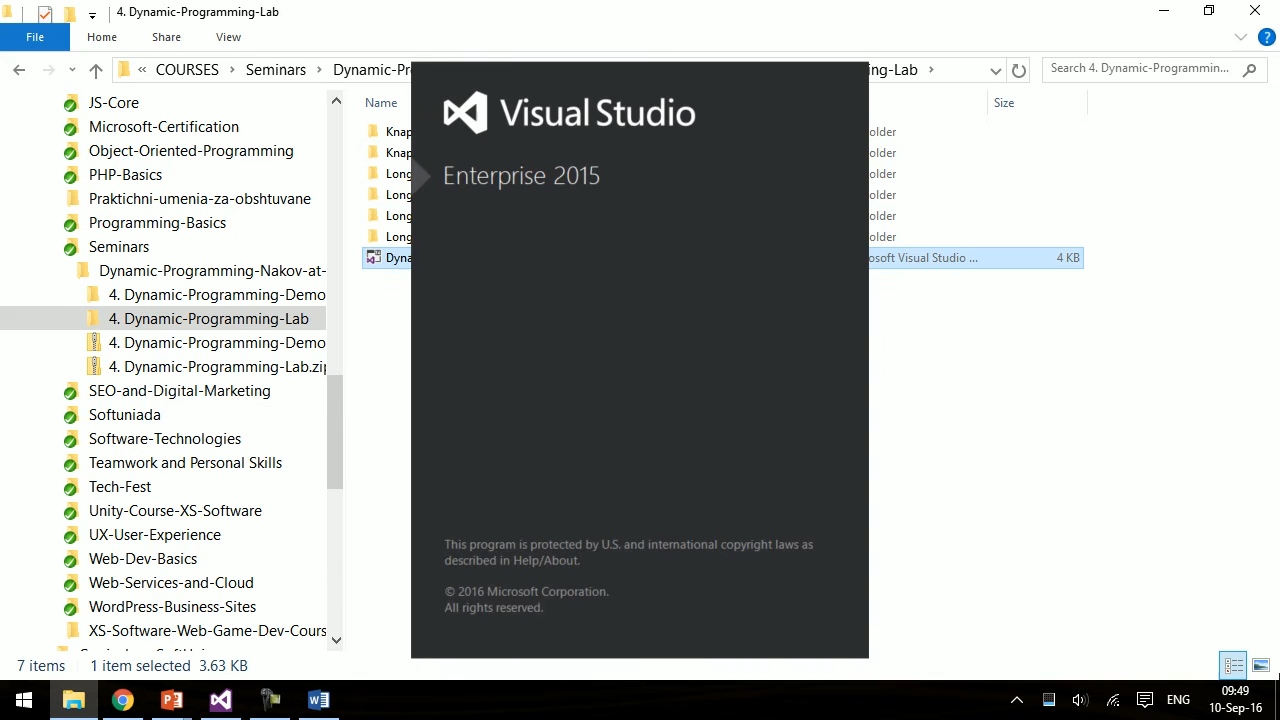 4. Dynamic-Programming-Lab
File
Home
Share
View
«
COURSES
Seminars
Dynamic-Pr
ng-Lab
Search 4. Dynamic-Programmin...
JS-Core
Microsoft-Certification
Object-Oriented-Programming
PHP-Basics
Praktichni-umenia-za-obshtuvane
Programming-Basics
Seminars
Dynamic-Programming-Nakov-at-
4. Dynamic-Programming-Demo
4. Dynamic-Programming-Lab
4. Dynamic-Programming-Demo
4. Dynamic-Programming-Lab.zip
SEO-and-Digital-Marketing
Softuniada
Software-Technologies
Teamwork and Personal Skills
Tech-Fest
Unity-Course-XS-Software
UX-User-Experience
Web-Dev-Basics
Web-Services-and-Cloud
WordPress-Business-Sites
XS-Software-Web-Game-Dev-Cours
Name
Size
Knap
older
Knap
older
Long
older
Long
older
Long
older
Long
older
Dyna
osoft Visual Studio ...
4 KB
Visual Studio
Enterprise 2015
This program is protected by U.S. and international copyright laws as
described in Help/About.
© 2016 Microsoft Corporation.
All rights reserved.
7 items
1 item selected 3.63 KB
ENG
09:49
10-Sep-16